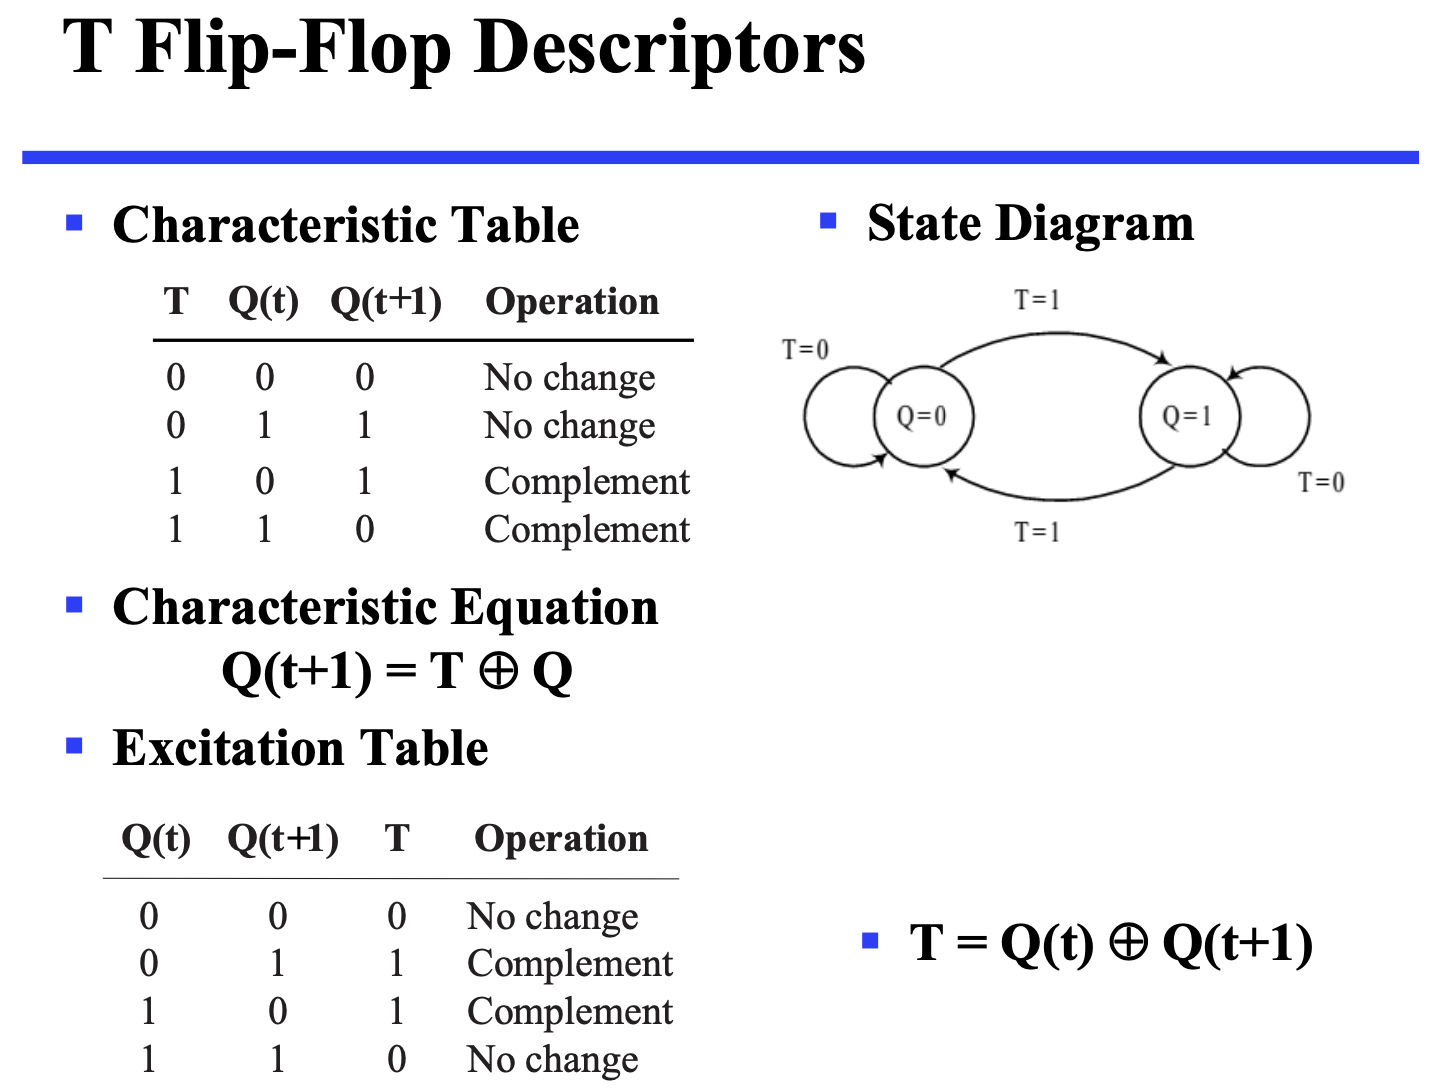 T Flip-Flop Descriptors
Characteristic Table
T Q(t) Q(t+1) Operation
0 0 0 No change
0 1 1 No change
1 0 1 Complement
1 1 0 Complement
Characteristic Equation
Q(t+1) = T ⊕ Q
Excitation Table
Q(t) Q(t+1) T Operation
0 0 0 No change
0 1 1 Complement
1 0 1 Complement
1 1 0 No change
State Diagram
T=1
T=0
Q=0
Q=1
T=0
T=1
T = Q(t) ⊕ Q(t+1)